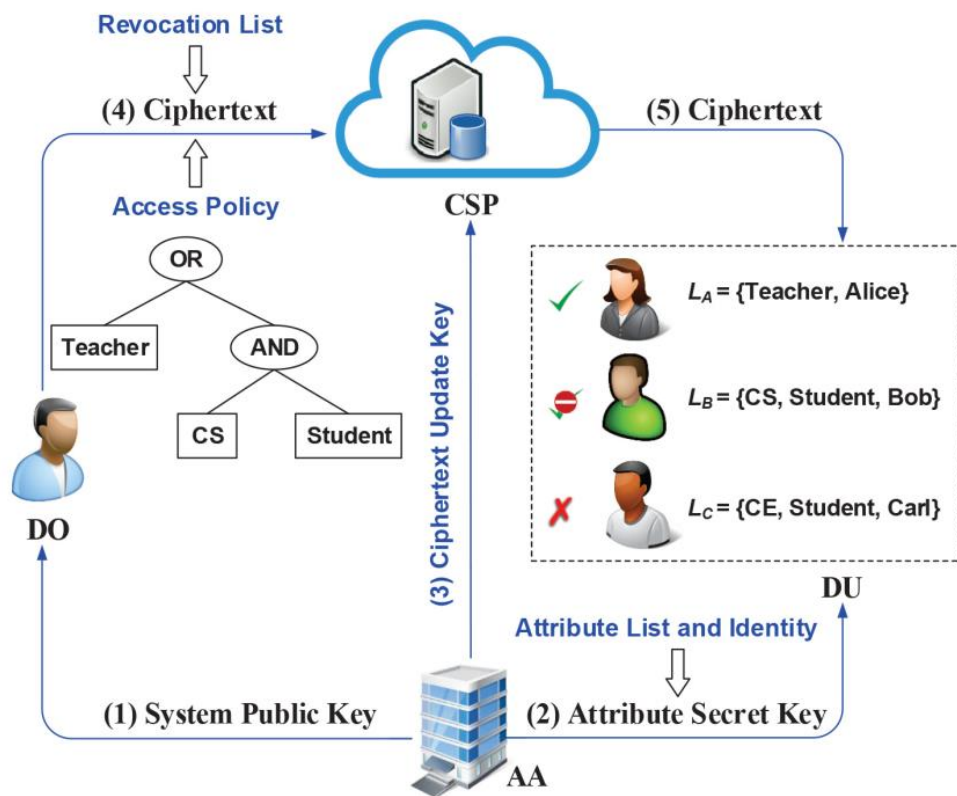 Revocation List
(4) Ciphertext
(5) Ciphertext
Access Policy
CSP
OR
Teacher
AND
CS
Student
(3) Ciphertext Update Key
L_A = {Teacher, Alice}
L_B = {CS, Student, Bob}
L_C = {CE, Student, Carl}
DO
DU
Attribute List and Identity
(1) System Public Key
(2) Attribute Secret Key
AA